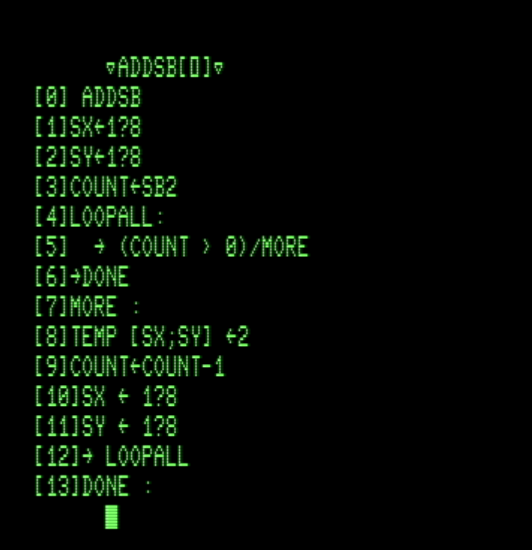 ∇ADDSB[⎕]∇
[0] ADDSB
[1]SX←1?8
[2]SY←1?8
[3]COUNT←SB2
[4]LOOPALL:
[5]  → (COUNT > 0)/MORE
[6]→DONE
[7]MORE :
[8]TEMP [SX;SY] ←2
[9]COUNT←COUNT-1
[10]SX ← 1?8
[11]SY ← 1?8
[12]→ LOOPALL
[13]DONE :